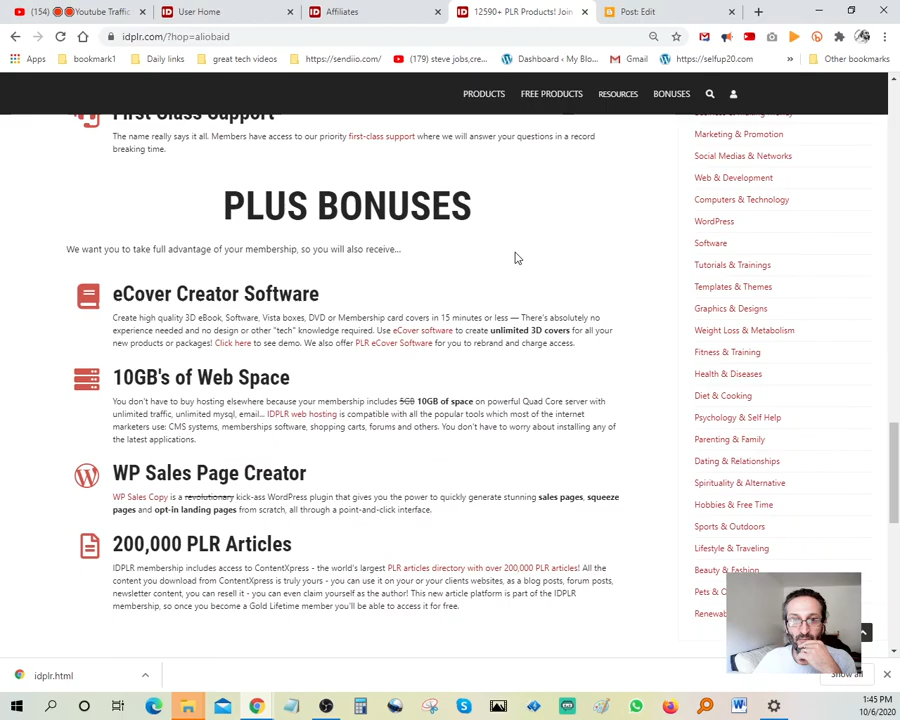 (154) Youtube Traffic
User Home
Affiliates
12590+ PLR Products! Join
Post: Edit
idplr.com/?hop=aliobaid
Apps
bookmark1
Daily links
great tech videos
https://sendiio.com/
(179) steve jobs,cre...
Dashboard ‹ My Blo...
Gmail
https://selfup20.com
»
Other bookmarks
PRODUCTS
FREE PRODUCTS
RESOURCES
BONUSES
First Class Support
The name really says it all. Members have access to our priority first-class support where we will answer your questions in a record
breaking time.
PLUS BONUSES
We want you to take full advantage of your membership, so you will also receive...
eCover Creator Software
Create high quality 3D eBook, Software, Vista boxes, DVD or Membership card covers in 15 minutes or less — There's absolutely no
experience needed and no design or other "tech" knowledge required. Use eCover software to create unlimited 3D covers for all your
new products or packages! Click here to see demo. We also offer PLR eCover Software for you to rebrand and charge access.
10GB's of Web Space
You don't have to buy hosting elsewhere because your membership includes 5GB 10GB of space on powerful Quad Core server with
unlimited traffic, unlimited mysql, email... IDPLR web hosting is compatible with all the popular tools which most of the internet
marketers use: CMS systems, memberships software, shopping carts, forums and others. You don't have to worry about installing any of
the latest applications.
WP Sales Page Creator
WP Sales Copy is a revolutionary kick-ass WordPress plugin that gives you the power to quickly generate stunning sales pages, squeeze
pages and opt-in landing pages from scratch, all through a point-and-click interface.
200,000 PLR Articles
IDPLR membership includes access to ContentXpress - the world's largest PLR articles directory with over 200,000 PLR articles! All the
content you download from ContentXpress is truly yours - you can use it on your or your clients websites, as a blog posts, forum posts,
newsletter content, you can resell it - you can even claim yourself as the author! This new article platform is part of the IDPLR
membership, so once you become a Gold Lifetime member you'll be able to access it for free.
Marketing & Promotion
Social Medias & Networks
Web & Development
Computers & Technology
WordPress
Software
Tutorials & Trainings
Templates & Themes
Graphics & Designs
Weight Loss & Metabolism
Fitness & Training
Health & Diseases
Diet & Cooking
Psychology & Self Help
Parenting & Family
Dating & Relationships
Spirituality & Alternative
Hobbies & Free Time
Sports & Outdoors
Lifestyle & Traveling
Beauty & Fashion
Pets &
Renewa
idplr.html
Show all
1:45 PM
10/6/2020